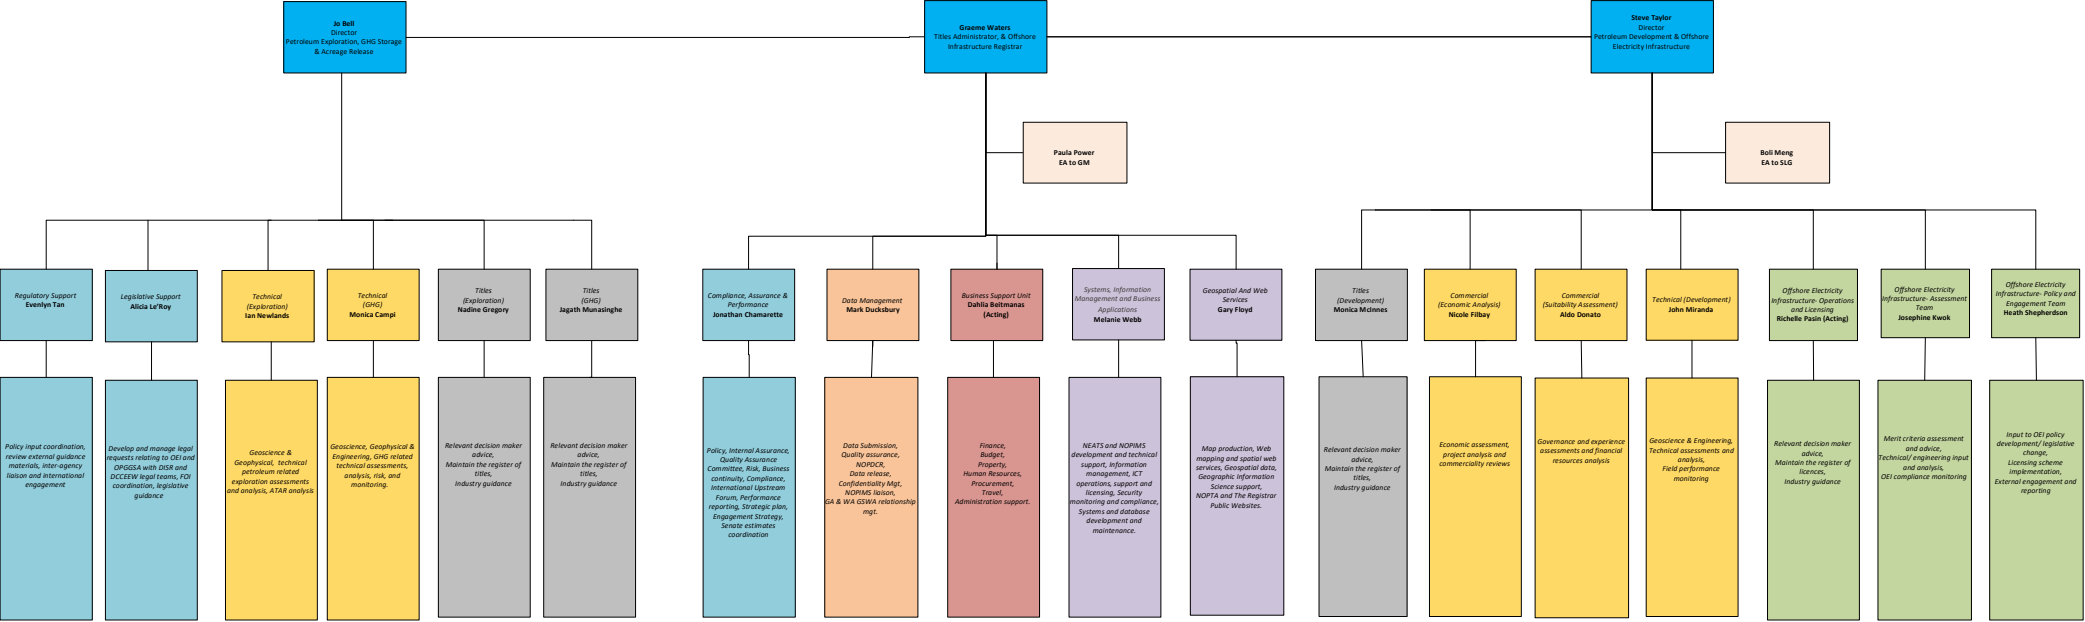 Jo Bell
Director
Petroleum Exploration, GHG Storage
& Acreage Release
Graeme Waters
Titles Administrator, & Offshore
Infrastructure Registrar
Steve Taylor
Director
Petroleum Development & Offshore
Electricity Infrastructure
Paula Power
EA to GM
Boli Meng
EA to SLG
Regulatory Support
Evenlyn Tan
Legislative Support
Alicia Le'Roy
Technical
(Exploration)
Ian Newlands
Technical
(GHG)
Monica Campi
Titles
(Exploration)
Nadine Gregory
Titles
(GHG)
Jagath Munasinghe
Compliance, Assurance &
Performance
Jonathan Chamarette
Data Management
Mark Ducksbury
Business Support Unit
Dahlia Beitmanas
(Acting)
Systems, Information
Management and Business
Applications
Melanie Webb
Geospatial And Web
Services
Gary Floyd
Titles
(Development)
Monica McInnes
Commercial
(Economic Analysis)
Nicole Filbay
Commercial
(Suitability Assessment)
Aldo Donato
Technical (Development)
John Miranda
Offshore Electricity
Infrastructure- Operations
and Licensing
Richelle Pasin (Acting)
Offshore Electricity
Infrastructure- Assessment
Team
Josephine Kwok
Offshore Electricity
Infrastructure- Policy and
Engagement Team
Heath Shepherdson
Policy input coordination,
review external guidance
materials, inter-agency
liaison and international
engagement
Develop and manage legal
requests relating to OEI and
OPGGSA with DISR and
DCCEEW legal teams, FOI
coordination, legislative
guidance
Geoscience &
Geophysical, technical
petroleum related
exploration assessments
and analysis, ATAR analysis
Geoscience, Geophysical &
Engineering, GHG related
technical assessments,
analysis, risk, and
monitoring.
Relevant decision maker
advice,
Maintain the register of
titles,
Industry guidance
Relevant decision maker
advice,
Maintain the register of
titles,
Industry guidance
Policy, Internal Assurance,
Quality Assurance
Committee, Risk, Business
continuity, Compliance,
International Upstream
Forum, Performance
reporting, Strategic plan,
Engagement Strategy,
Senate estimates
coordination
Data Submission,
Quality assurance,
NOPDCR,
Data release,
Confidentiality Mgt,
NOPIMS liaison,
GA & WA GSWA relationship
mgt.
Finance,
Budget,
Property,
Human Resources,
Procurement,
Travel,
Administration support.
NEATS and NOPIMS
development and technical
support, Information
management, ICT
operations, support and
licensing, Security
monitoring and compliance,
Systems and database
development and
maintenance.
Map production, Web
mapping and spatial web
services, Geospatial data,
Geographic Information
Science support,
NOPTA and The Registrar
Public Websites.
Relevant decision maker
advice,
Maintain the register of
titles,
Industry guidance
Economic assessment,
project analysis and
commerciality reviews
Governance and experience
assessments and financial
resources analysis
Geoscience & Engineering,
Technical assessments and
analysis,
Field performance
monitoring
Relevant decision maker
advice,
Maintain the register of
licences,
Industry guidance
Merit criteria assessment
and advice,
Technical/ engineering input
and analysis,
OEI compliance monitoring
Input to OEI policy
development/ legislative
change,
Licensing scheme
implementation,
External engagement and
reporting